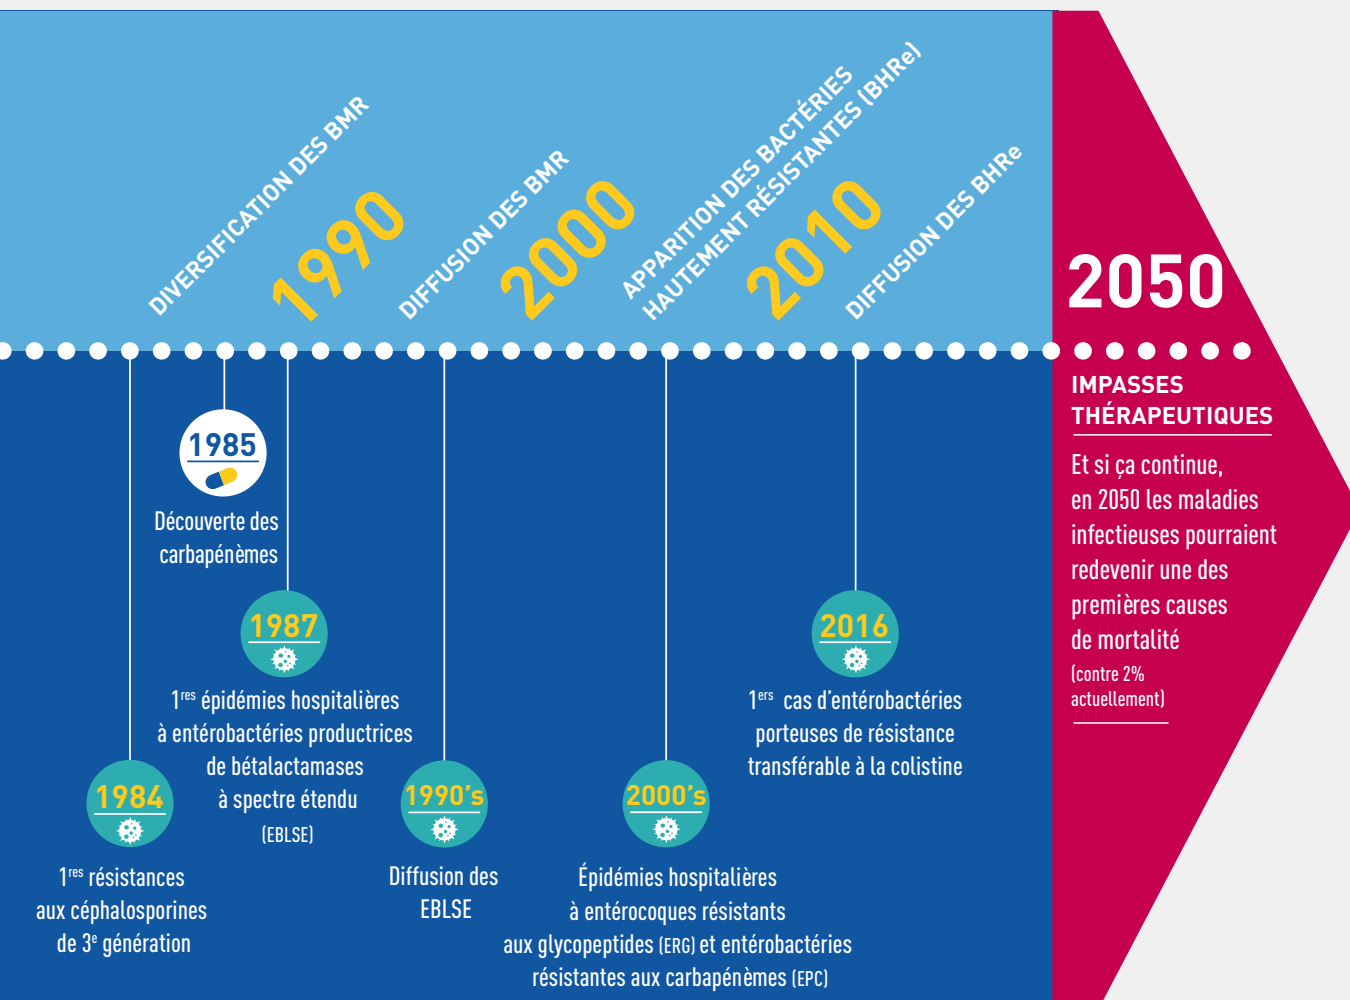 DIVERSIFICATION DES BMR
1990
DIFFUSION DES BMR
2000
APPARITION DES BACTÉRIES
HAUTEMENT RÉSISTANTES (BHRe)
2010
DIFFUSION DES BHRe
2050
IMPASSES
THÉRAPEUTIQUES
Et si ça continue,
en 2050 les maladies
infectieuses pourraient
redevenir une des
premières causes
de mortalité
(contre 2%
actuellement)
1984
1res résistances
aux céphalosporines
de 3e génération
1985
Découverte des
carbapénèmes
1987
1res épidémies hospitalières
à entérobactéries productrices
de bétalactamases
à spectre étendu
(EBLSE)
1990's
Diffusion des
EBLSE
2000's
Épidémies hospitalières
à entérocoques résistants
aux glycopeptides (ERG) et entérobactéries
résistantes aux carbapénèmes (EPC)
2016
1ers cas d'entérobactéries
porteuses de résistance
transférable à la colistine